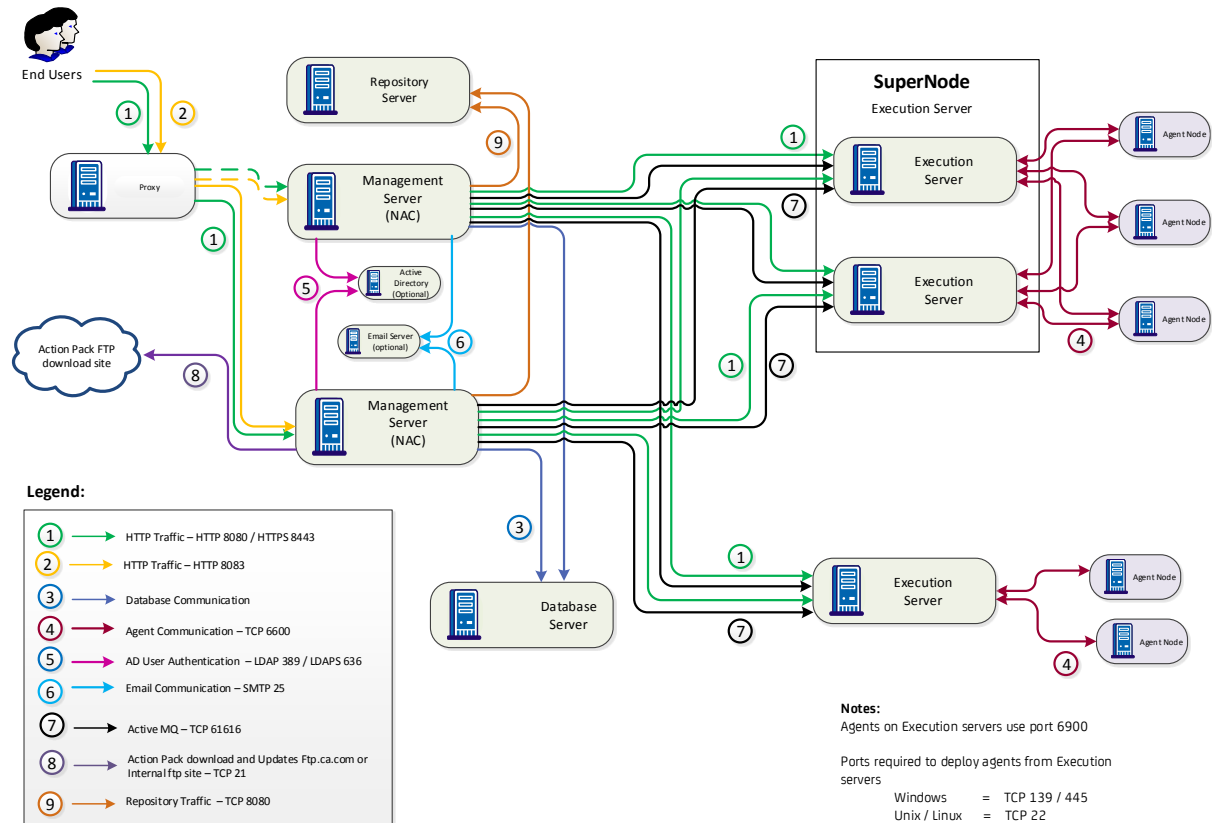 End Users
1
2
Proxy
1
Repository
Server
9
Management
Server
(NAC)
5
Active
Directory
(Optional)
Email Server
(optional)
6
Action Pack FTP
download site
8
Management
Server
(NAC)
SuperNode
Execution Server
1
Execution
Server
7
Execution
Server
1
7
Agent Node
Agent Node
Agent Node
4
3
Database
Server
1
Execution
Server
7
Agent Node
Agent Node
4
Legend:
1 HTTP Traffic – HTTP 8080 / HTTPS 8443
2 HTTP Traffic – HTTP 8083
3 Database Communication
4 Agent Communication – TCP 6600
5 AD User Authentication – LDAP 389 / LDAPS 636
6 Email Communication – SMTP 25
7 Active MQ – TCP 61616
8 Action Pack download and Updates Ftp.ca.com or
Internal ftp site – TCP 21
9 Repository Traffic – TCP 8080
Notes:
Agents on Execution servers use port 6900
Ports required to deploy agents from Execution
servers
Windows = TCP 139 / 445
Unix / Linux = TCP 22